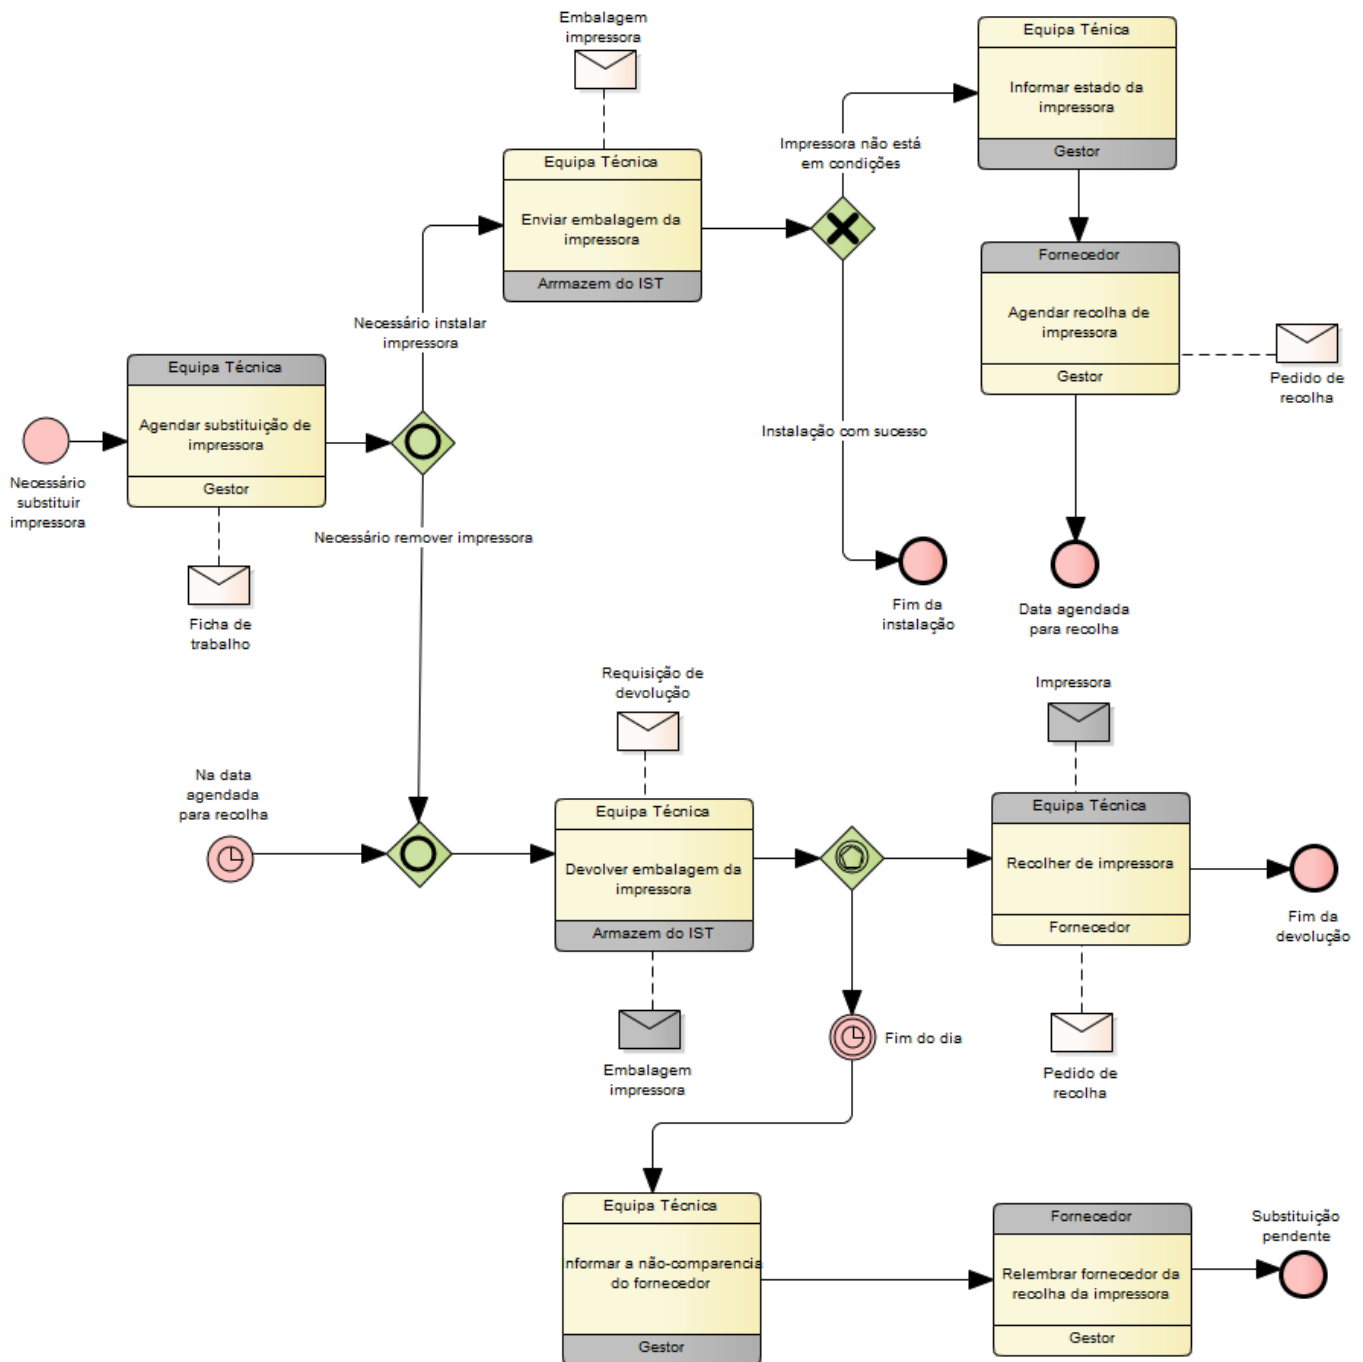 Embalagem
impressora
Equipa Ténica
Informar estado da
impressora
Gestor
Impressora não está
em condições
Equipa Técnica
Enviar embalagem da
impressora
Arrmazem do IST
Fornecedor
Agendar recolha de
impressora
Gestor
Pedido de
recolha
Necessário instalar
impressora
Equipa Técnica
Agendar substituição de
impressora
Gestor
Necessário
substituir
impressora
Instalação com sucesso
Necessário remover impressora
Ficha de
trabalho
Fim da
instalação
Data agendada
para recolha
Requisição de
devolução
Impressora
Na data
agendada
para recolha
Equipa Técnica
Devolver embalagem da
impressora
Armazem do IST
Equipa Técnica
Recolher de impressora
Fornecedor
Fim da
devolução
Fim do dia
Embalagem
impressora
Pedido de
recolha
Equipa Técnica
Informar a não-comparencia
do fornecedor
Gestor
Fornecedor
Relembrar fornecedor da
recolha da impressora
Gestor
Substituição
pendente